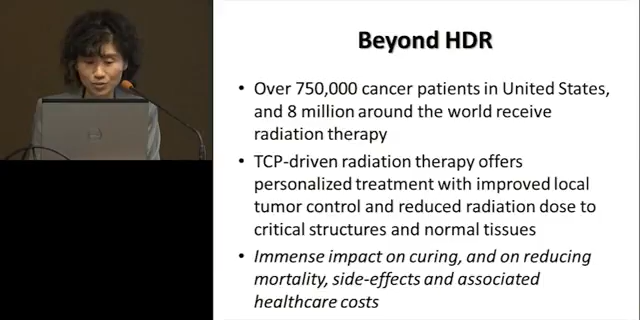 Beyond HDR
• Over 750,000 cancer patients in United States,
and 8 million around the world receive
radiation therapy
• TCP-driven radiation therapy offers
personalized treatment with improved local
tumor control and reduced radiation dose to
critical structures and normal tissues
• Immense impact on curing, and on reducing
mortality, side-effects and associated
healthcare costs